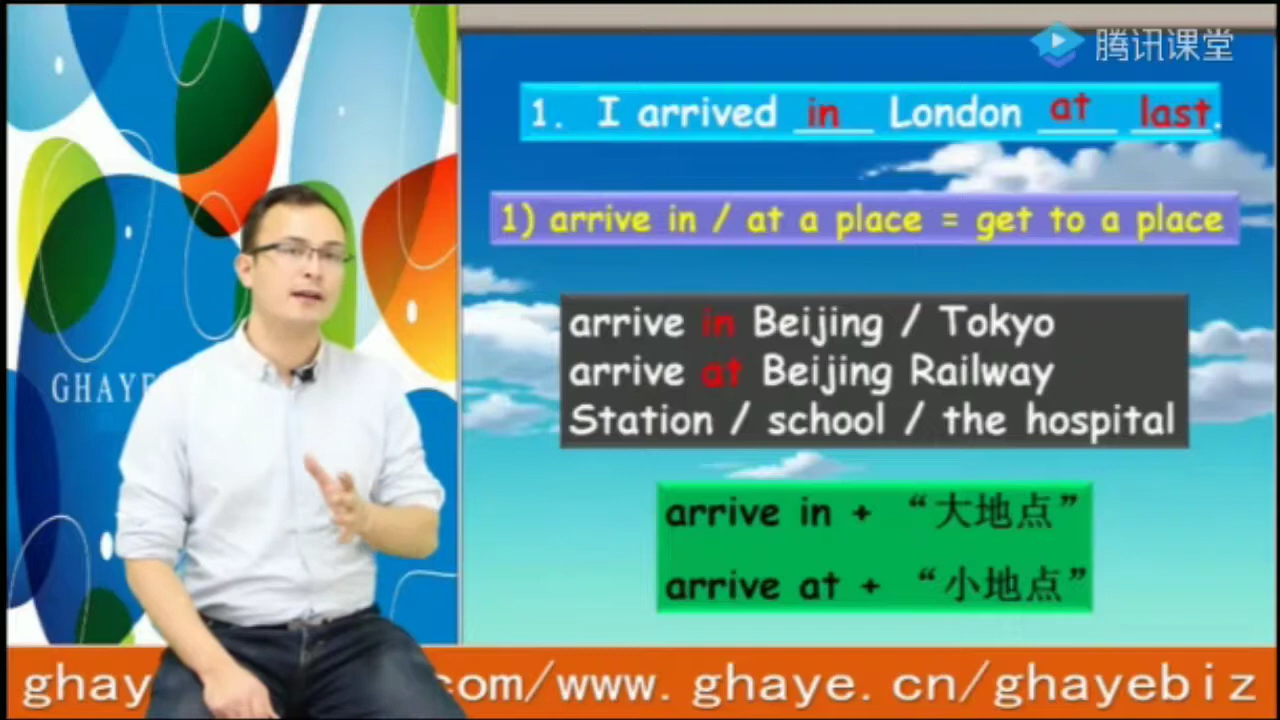 腾讯课堂
1. I arrived in London at last.
1) arrive in / at a place = get to a place
arrive in Beijing / Tokyo
arrive at Beijing Railway
Station / school / the hospital
GHAYE
arrive in + “大地点”
arrive at + “小地点”
ghay com/www.ghaye.cn/ghayebiz